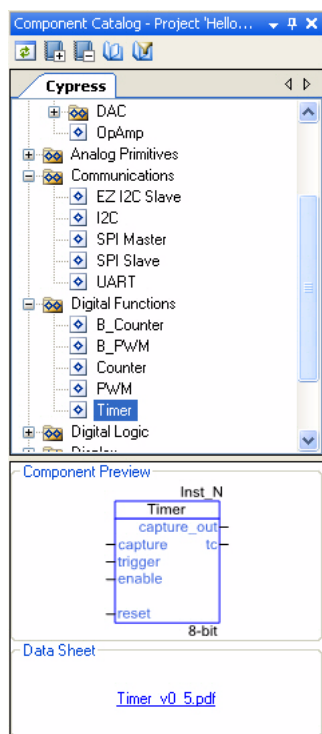 Component Catalog - Project 'Hello...
Cypress
DAC
OpAmp
Analog Primitives
Communications
EZ I2C Slave
I2C
SPI Master
SPI Slave
UART
Digital Functions
B_Counter
B_PWM
Counter
PWM
Timer
Digital Logic
Display
Component Preview
Inst_N
Timer
capture_out
capture tc
trigger
enable
reset
8-bit
Data Sheet
Timer_v0_5.pdf